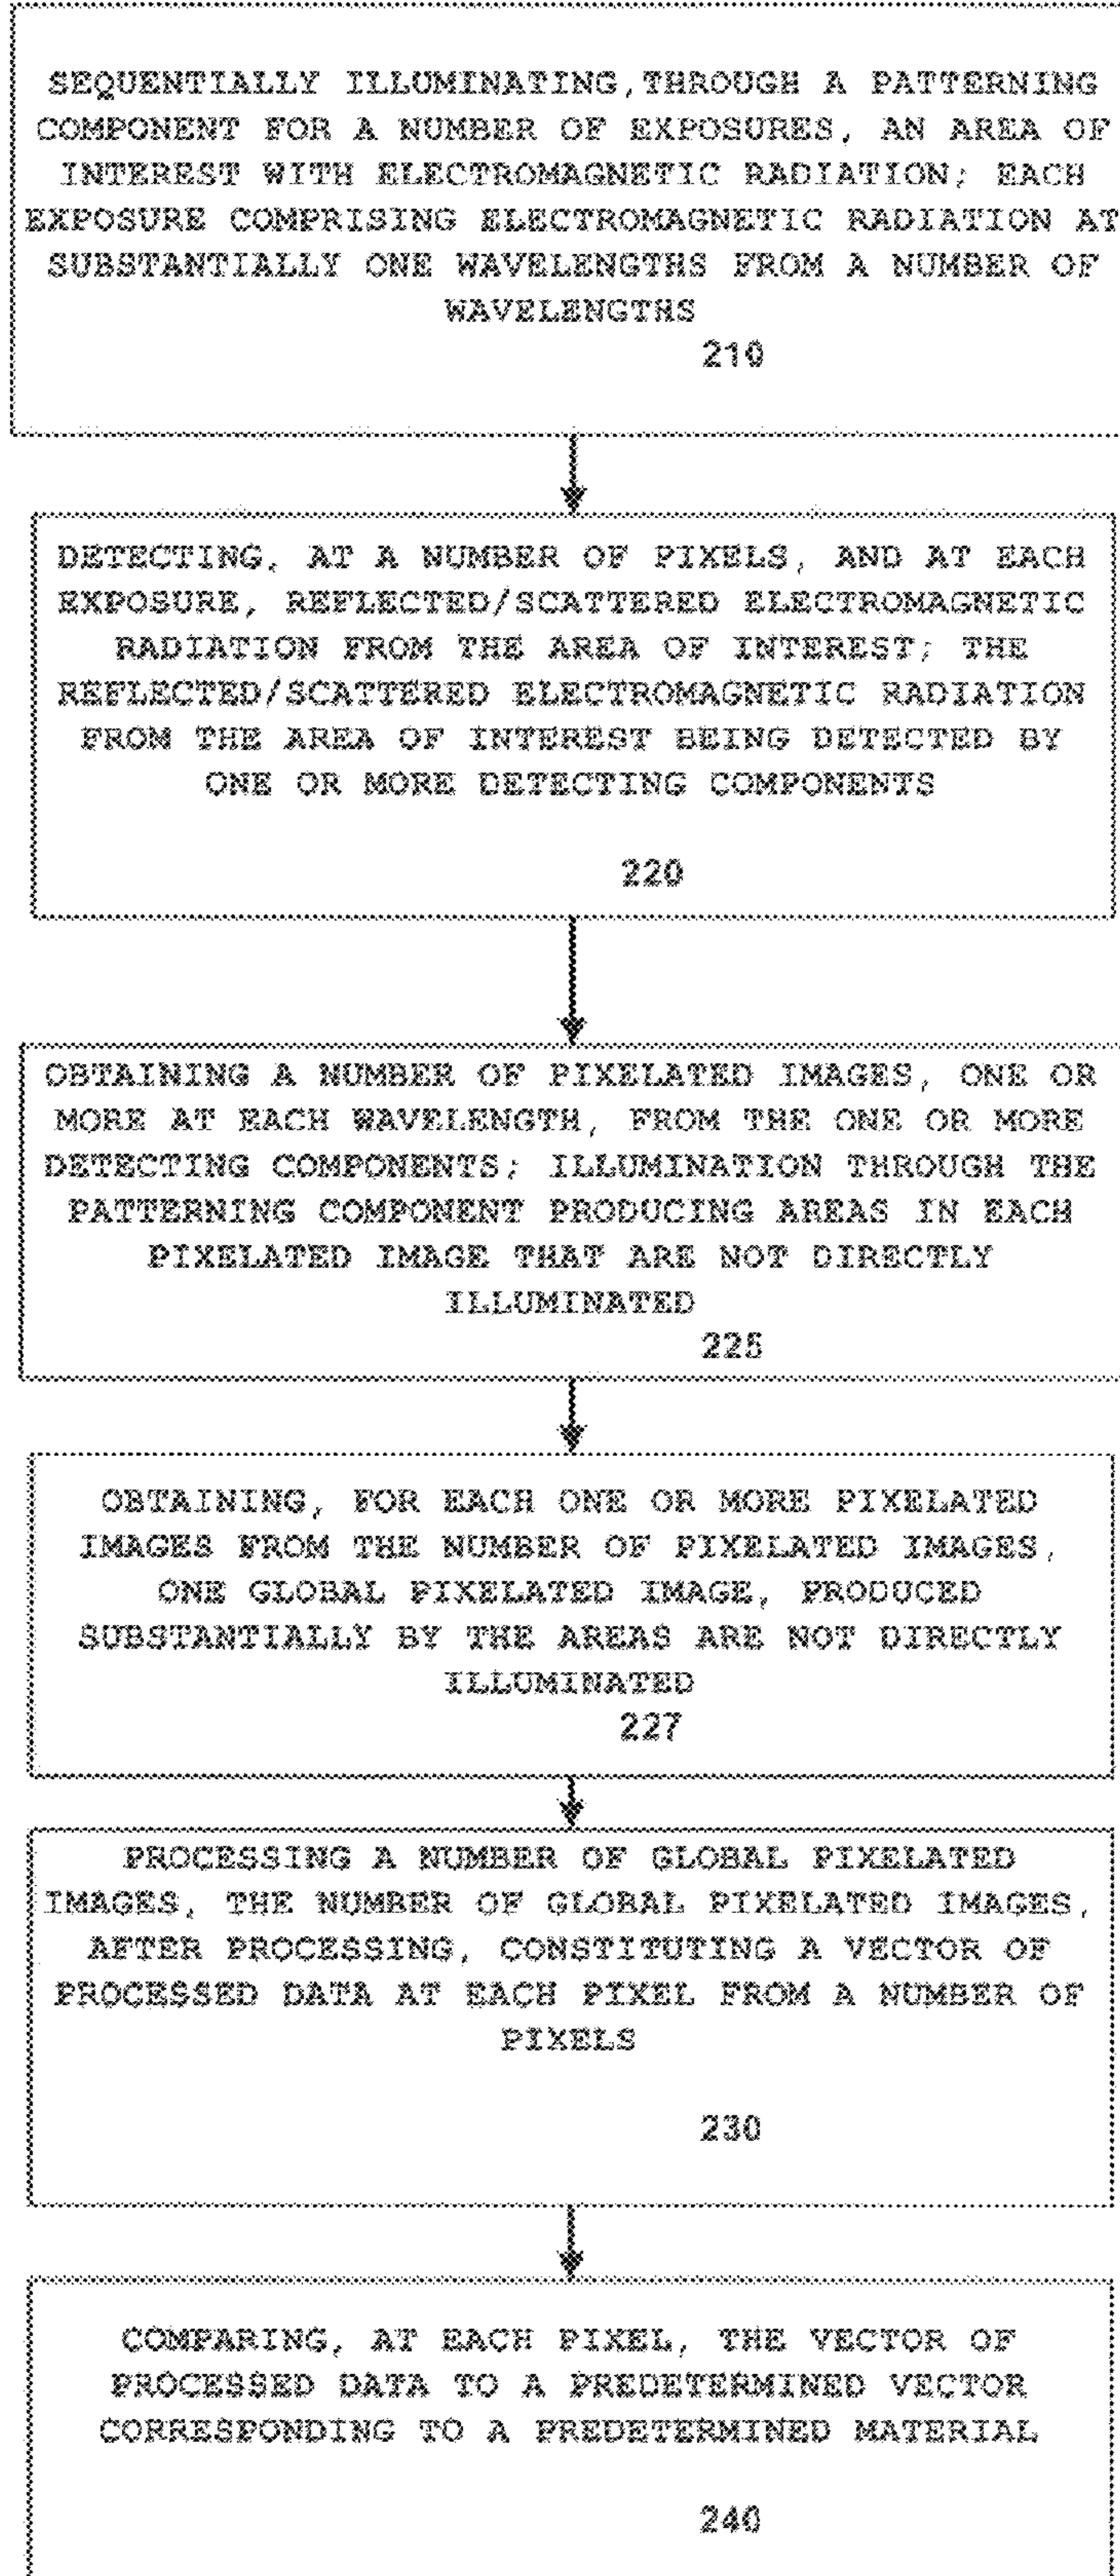 SEQUENTIALLY ILLUMINATING,THROUGH A PATTERNING
COMPONENT FOR A NUMBER OF EXPOSURES, AN AREA OF
INTEREST WITH ELECTROMAGNETIC RADIATION; EACH
EXPOSURE COMPRISING ELECTROMAGNETIC RADIATION AT
SUBSTANTIALLY ONE WAVELENGTHS FROM A NUMBER OF
WAVELENGTHS
210
DETECTING, AT A NUMBER OF PIXELS, AND AT EACH
EXPOSURE, REFLECTED/SCATTERED ELECTROMAGNETIC
RADIATION FROM THE AREA OF INTEREST; THE
REFLECTED/SCATTERED ELECTROMAGNETIC RADIATION
FROM THE AREA OF INTEREST BEING DETECTED BY
ONE OR MORE DETECTING COMPONENTS
220
OBTAINING A NUMBER OF PIXELATED IMAGES, ONE OR
MORE AT EACH WAVELENGTH, FROM THE ONE OR MORE
DETECTING COMPONENTS; ILLUMINATION THROUGH THE
PATTERNING COMPONENT PRODUCING AREAS IN EACH
PIXELATED IMAGE THAT ARE NOT DIRECTLY
ILLUMINATED
225
OBTAINING, FOR EACH ONE OR MORE PIXELATED
IMAGES FROM THE NUMBER OF PIXELATED IMAGES,
ONE GLOBAL PIXELATED IMAGE, PRODUCED
SUBSTANTIALLY BY THE AREAS ARE NOT DIRECTLY
ILLUMINATED
227
PROCESSING A NUMBER OF GLOBAL PIXELATED
IMAGES, THE NUMBER OF GLOBAL PIXELATED IMAGES,
AFTER PROCESSING, CONSTITUTING A VECTOR OF
PROCESSED DATA AT EACH PIXEL FROM A NUMBER OF
PIXELS
230
COMPARING, AT EACH PIXEL, THE VECTOR OF
PROCESSED DATA TO A PREDETERMINED VECTOR
CORRESPONDING TO A PREDETERMINED MATERIAL
240